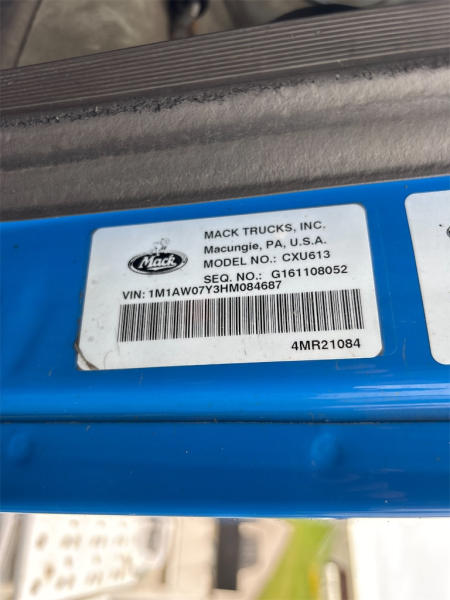 Mack
MACK TRUCKS, INC.
Macungie, PA, U.S.A.
MODEL NO.: CXU613
SEQ. NO.: G161108052
VIN: 1M1AW07Y3HM084687
4MR21084